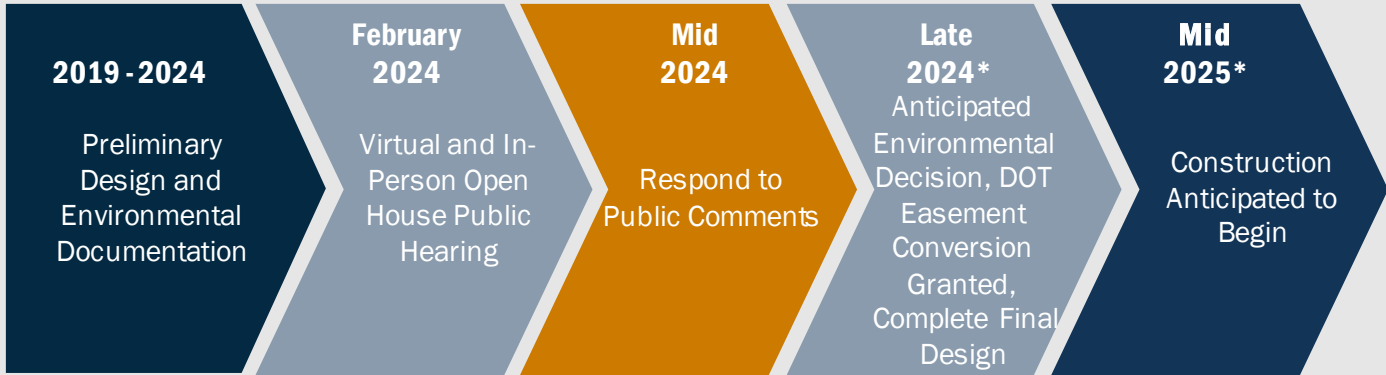 2019 - 2024
Preliminary
Design and
Environmental
Documentation
February
2024
Virtual and In-
Person Open
House Public
Hearing
Mid
2024
Respond to
Public Comments
Late
2024*
Anticipated
Environmental
Decision, DOT
Easement
Conversion
Granted,
Complete Final
Design
Mid
2025*
Construction
Anticipated to
Begin